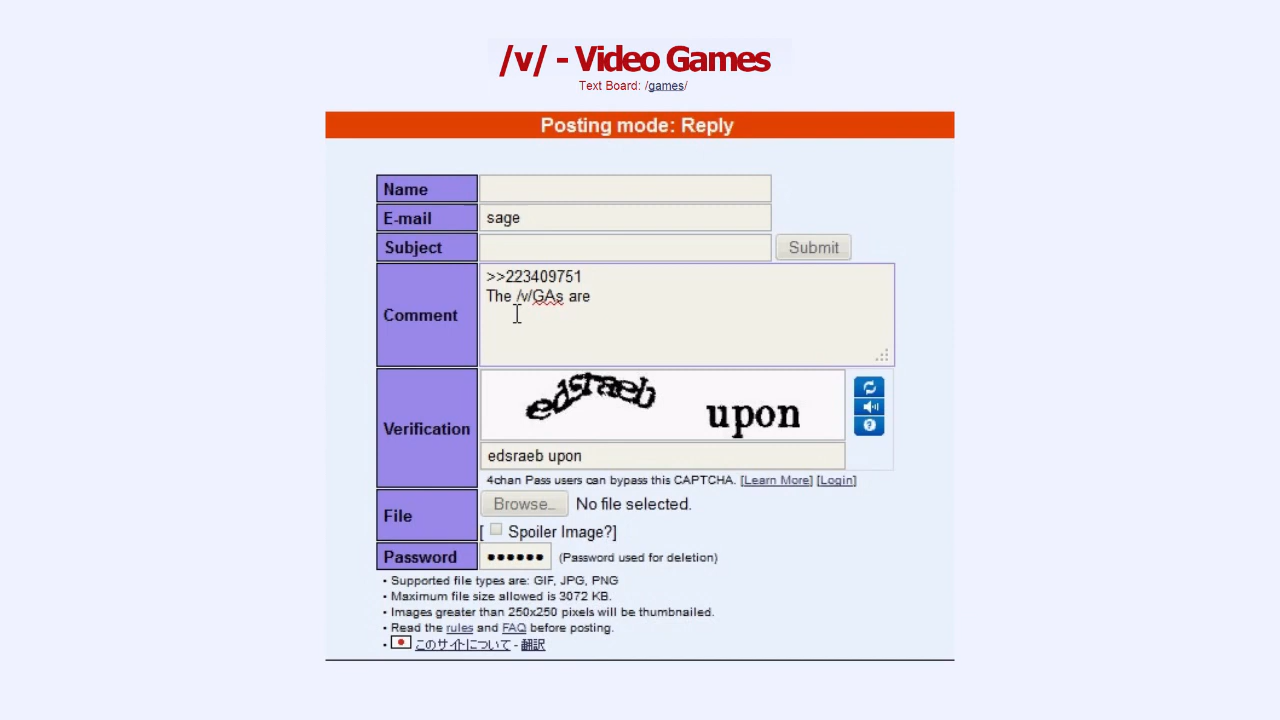 /v/ - Video Games
Text Board: /games/
Posting mode: Reply
Name
E-mail sage
Subject Submit
Comment >>223409751
The /v/GAs are
Verification edsraeb upon
edsraeb upon
4chan Pass users can bypass this CAPTCHA. [Learn More] [Login]
File Browse... No file selected.
[ Spoiler Image?]
Password •••••• (Password used for deletion)
• Supported file types are: GIF, JPG, PNG
• Maximum file size allowed is 3072 KB.
• Images greater than 250x250 pixels will be thumbnailed.
• Read the rules and FAQ before posting.
• このサイトについて - 翻訳